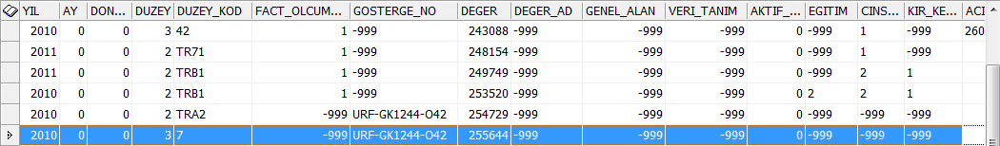 YIL AY DON... DUZEY DUZEY_KOD FACT_OLCUM... GOSTERGE_NO DEGER DEGER_AD GENEL_ALAN VERI_TANIM AKTIF_... EGITIM CINS... KIR_KE... ACI
2010 0 0 3 42 1 -999 243088 -999 -999 -999 0 -999 1 -999 260
2011 0 0 2 TR71 1 -999 248154 -999 -999 -999 0 -999 1 -999
2011 0 0 2 TRB1 1 -999 249749 -999 -999 -999 0 -999 2 1
2010 0 0 2 TRB1 1 -999 253520 -999 -999 -999 0 2 2 1
2010 0 0 2 TRA2 -999 URF-GK1244-O42 254729 -999 -999 -999 0 -999 -999 -999
2010 0 0 3 7 -999 URF-GK1244-O42 255644 -999 -999 -999 0 -999 -999 -999